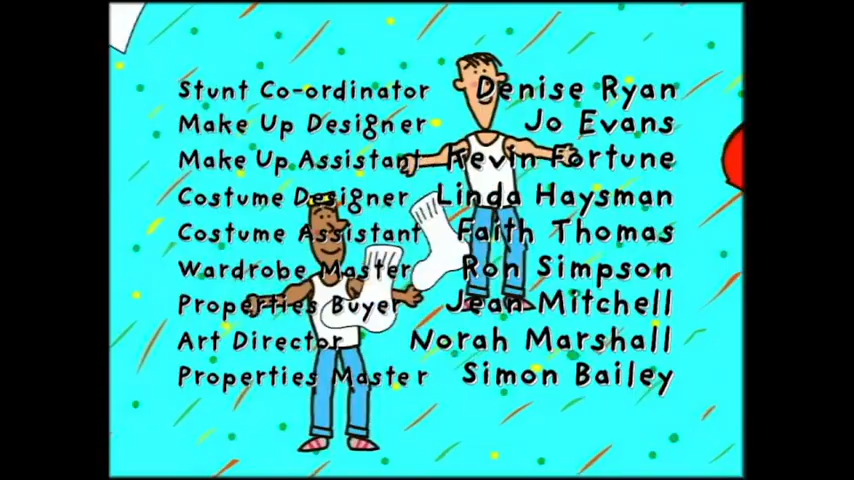 Stunt Co-ordinator Denise Ryan
Make Up Designer Jo Evans
Make Up Assistant Kevin Fortune
Costume Designer Linda Haysman
Costume Assistant Faith Thomas
Wardrobe Master Ron Simpson
Properties Buyer Jean Mitchell
Art Director Norah Marshall
Properties Master Simon Bailey